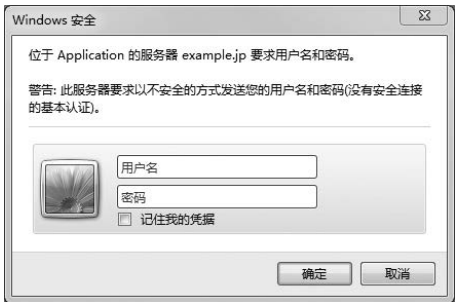 Windows 安全
位于 Application 的服务器 example.jp 要求用户名和密码。
警告: 此服务器要求以不安全的方式发送您的用户名和密码(没有安全连接
的基本认证)。
用户名
密码
记住我的凭据
确定
取消